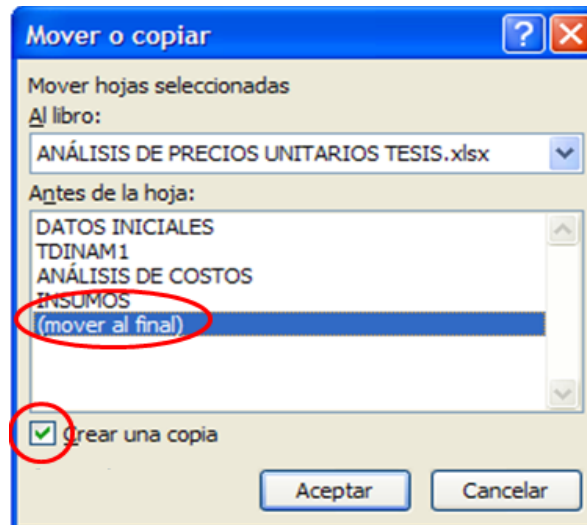 Mover o copiar
Mover hojas seleccionadas
Al libro:
ANÁLISIS DE PRECIOS UNITARIOS TESIS.xlsx
Antes de la hoja:
DATOS INICIALES
TDINAM1
ANÁLISIS DE COSTOS
INSUMOS
(mover al final)
Crear una copia
Aceptar
Cancelar